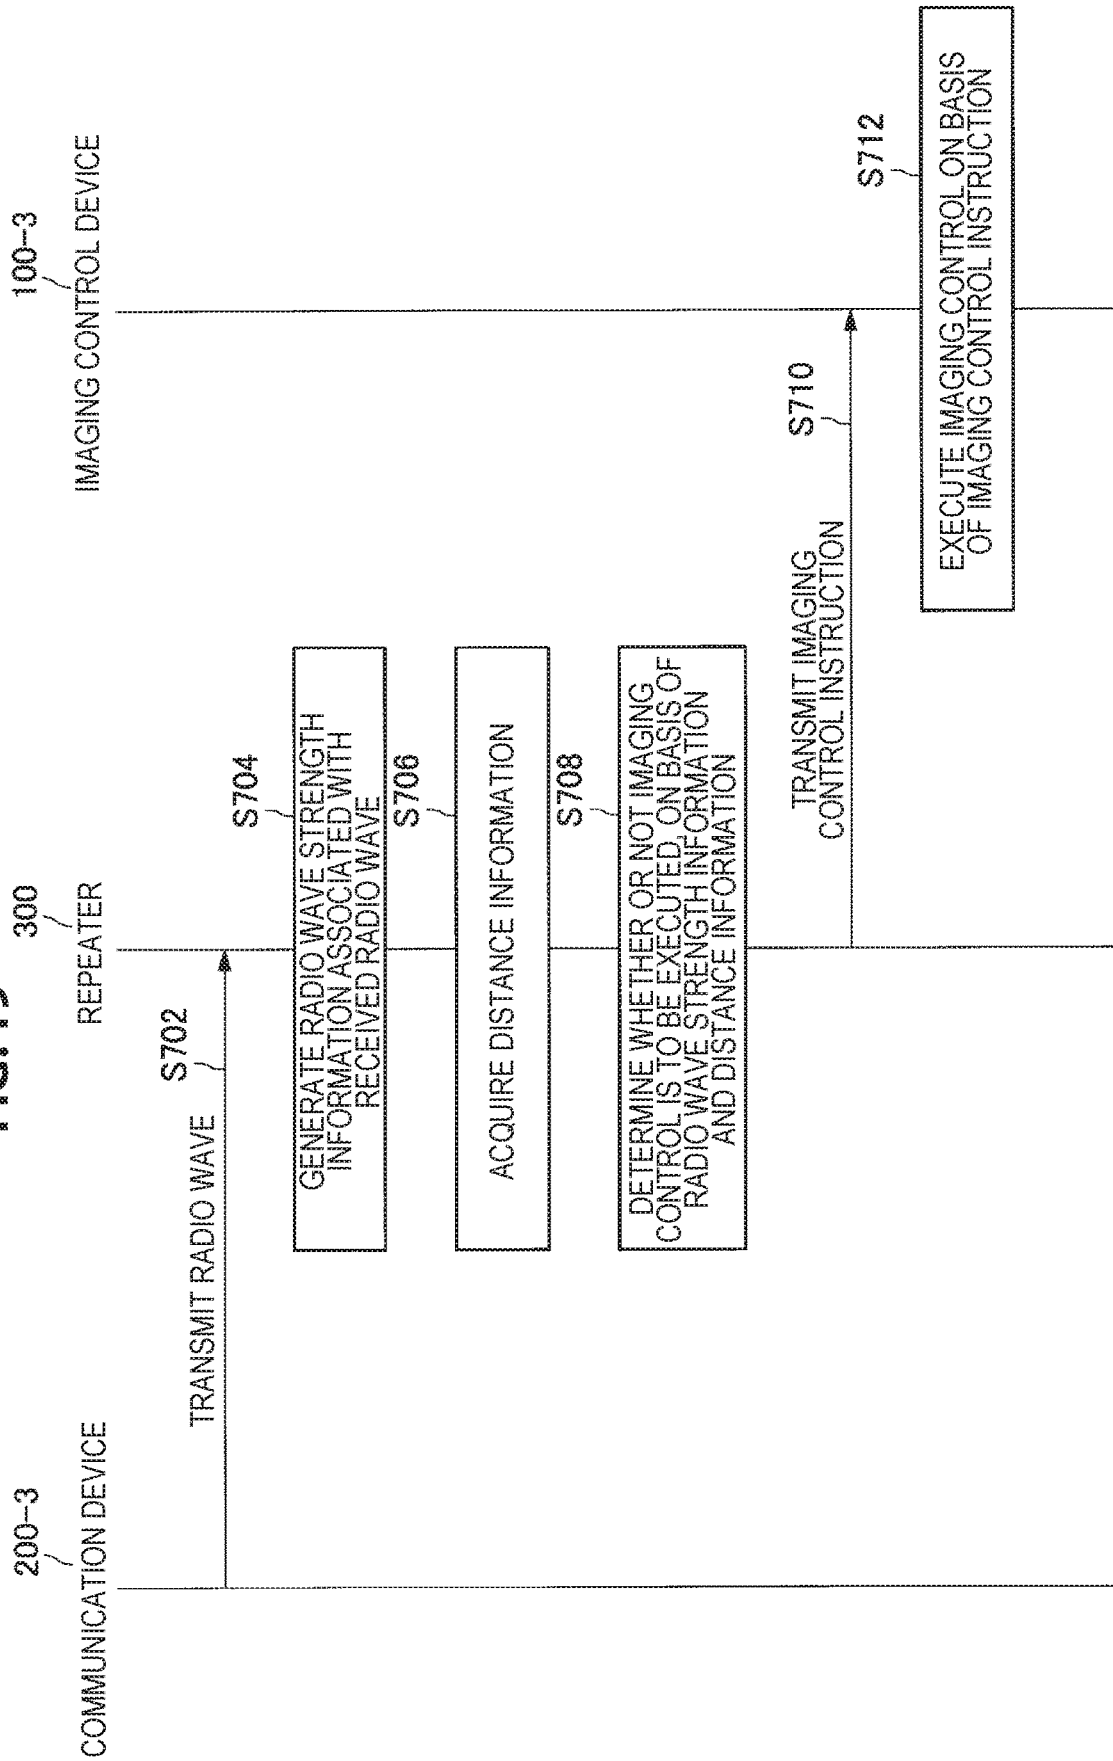 200-3
COMMUNICATION DEVICE
300
REPEATER
100-3
IMAGING CONTROL DEVICE
S702
TRANSMIT RADIO WAVE
S704
GENERATE RADIO WAVE STRENGTH
INFORMATION ASSOCIATED WITH
RECEIVED RADIO WAVE
S706
ACQUIRE DISTANCE INFORMATION
S708
DETERMINE WHETHER OR NOT IMAGING
CONTROL IS TO BE EXECUTED, ON BASIS OF
RADIO WAVE STRENGTH INFORMATION
AND DISTANCE INFORMATION
TRANSMIT IMAGING
CONTROL INSTRUCTION
S710
S712
EXECUTE IMAGING CONTROL ON BASIS
OF IMAGING CONTROL INSTRUCTION